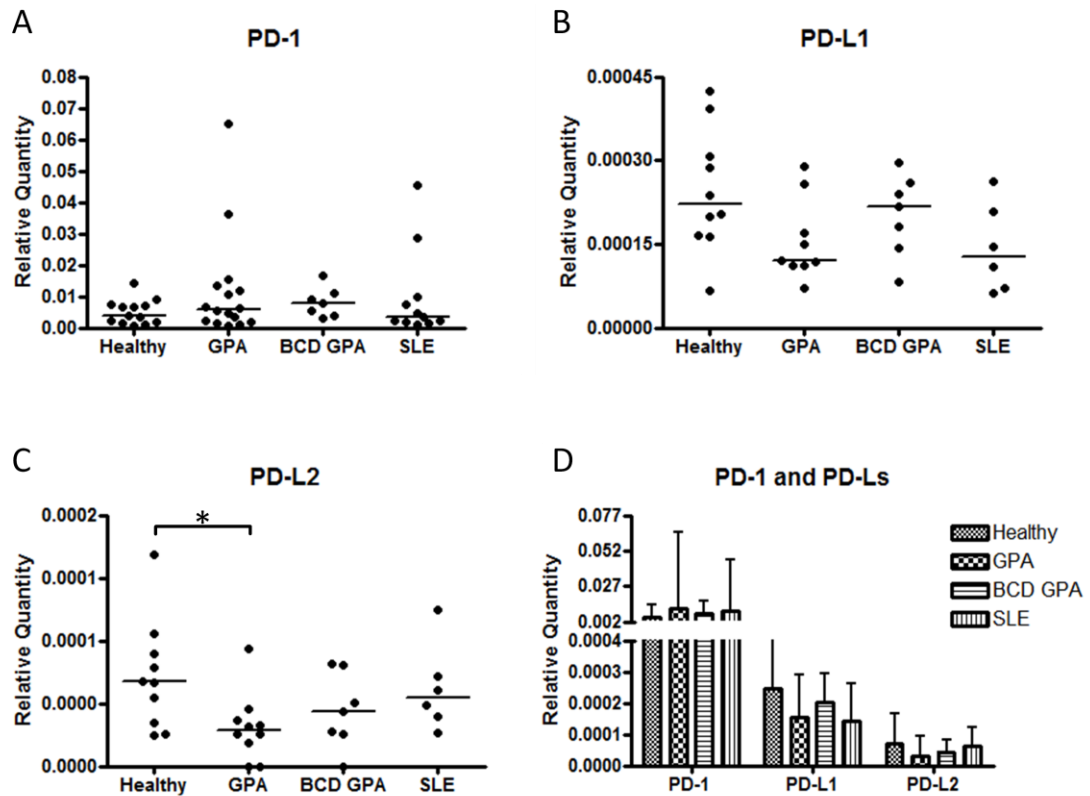 A
PD-1
Relative Quantity
0.08
0.07
0.06
0.05
0.04
0.03
0.02
0.01
0.00
Healthy GPA BCD GPA SLE
B
PD-L1
Relative Quantity
0.00045
0.00030
0.00015
0.00000
Healthy GPA BCD GPA SLE
C
PD-L2
Relative Quantity
0.0002
0.0001
0.0001
0.0000
0.0000
*
Healthy GPA BCD GPA SLE
D
PD-1 and PD-Ls
Relative Quantity
0.077
0.052
0.027
0.002
0.0004
0.0003
0.0002
0.0001
0.0000
PD-1 PD-L1 PD-L2
Healthy
GPA
BCD GPA
SLE